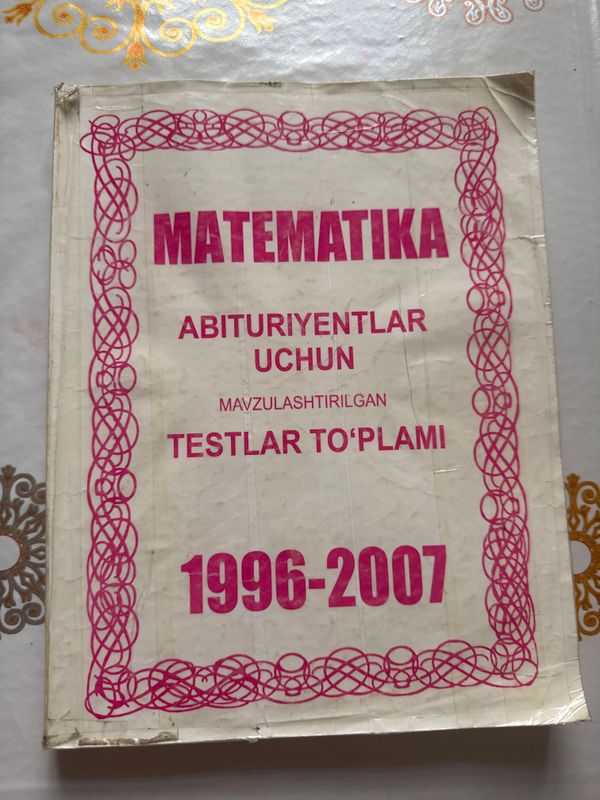 MATEMATIKA
ABITURIYENTLAR
UCHUN
MAVZULASHTIRILGAN
TESTLAR TO‘PLAMI
1996-2007